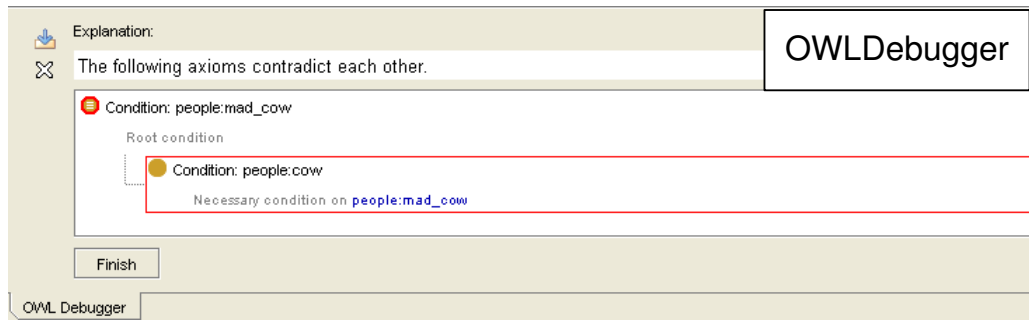 Explanation:
OWLDebugger
The following axioms contradict each other.
Condition: people:mad_cow
Root condition
Condition: people:cow
Necessary condition on people:mad_cow
Finish
OWL Debugger